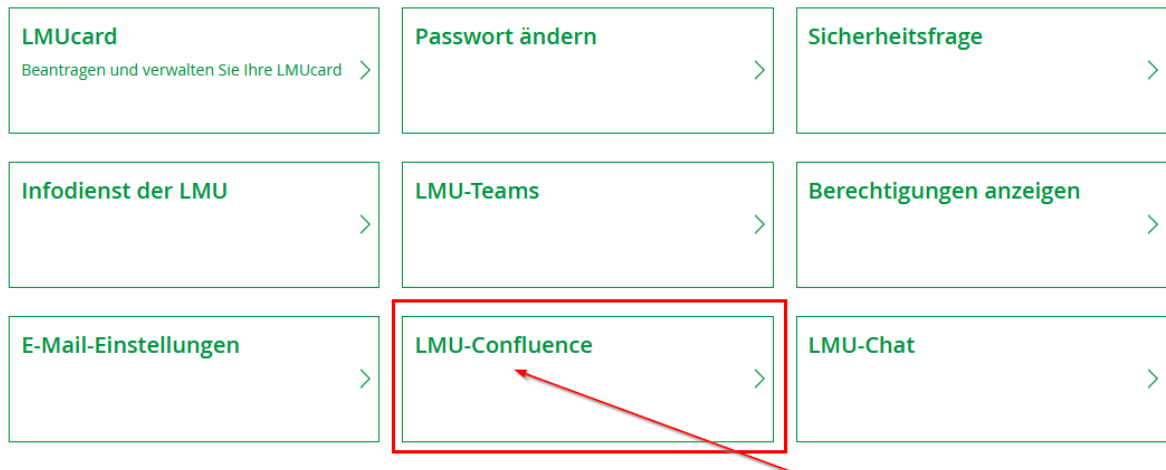 LMUcard
Beantragen und verwalten Sie Ihre LMUcard
Passwort ändern
Sicherheitsfrage
Infodienst der LMU
LMU-Teams
Berechtigungen anzeigen
E-Mail-Einstellungen
LMU-Confluence
LMU-Chat